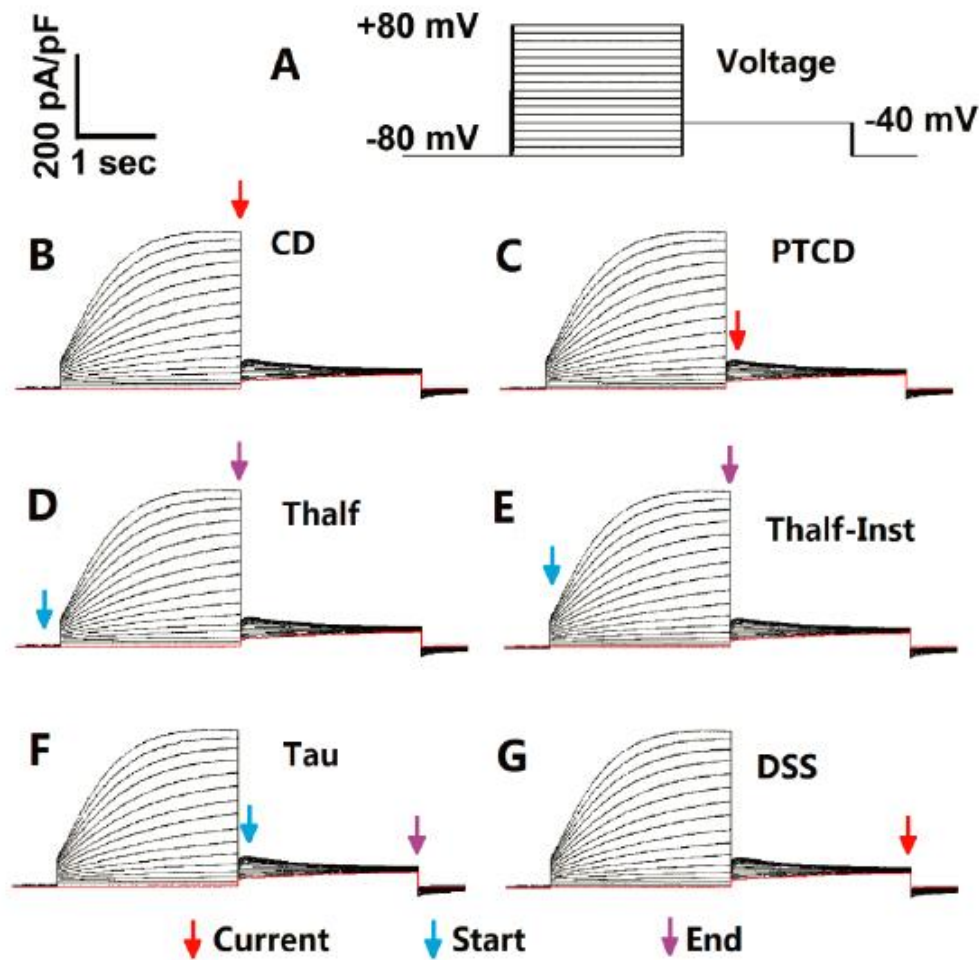 200 pA/pF
1 sec
A
+80 mV
-80 mV
Voltage
-40 mV
B
CD
C
PTCD
D
Thalf
E
Thalf-Inst
F
Tau
G
DSS
Current
Start
End